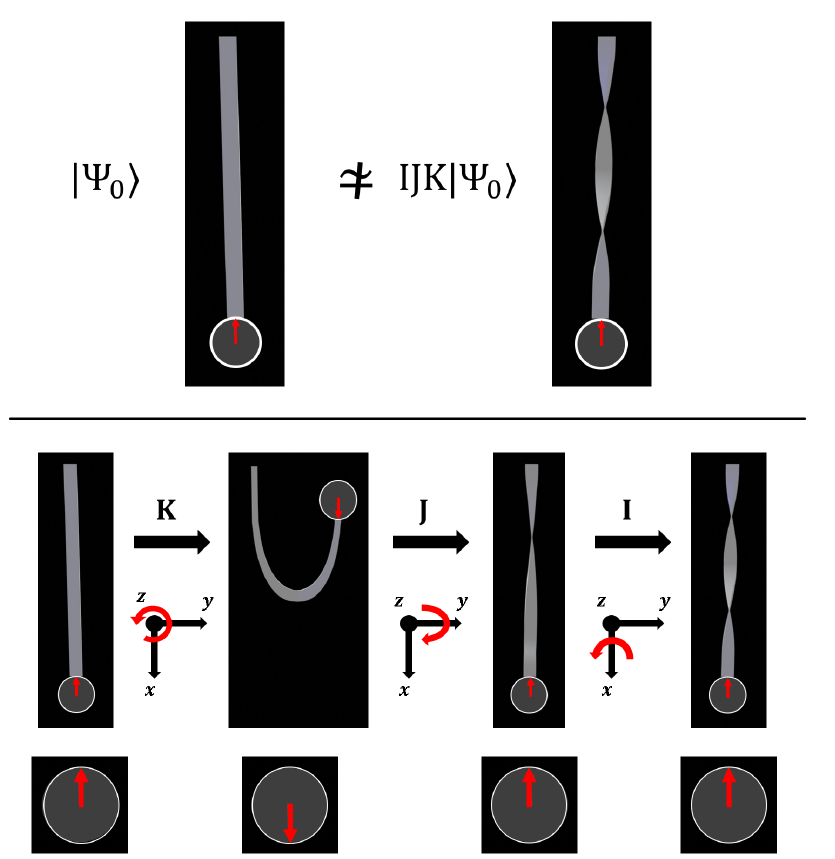 |Ψ₀⟩ ≄ IJK|Ψ₀⟩
K J I
z y z y z y
x x x